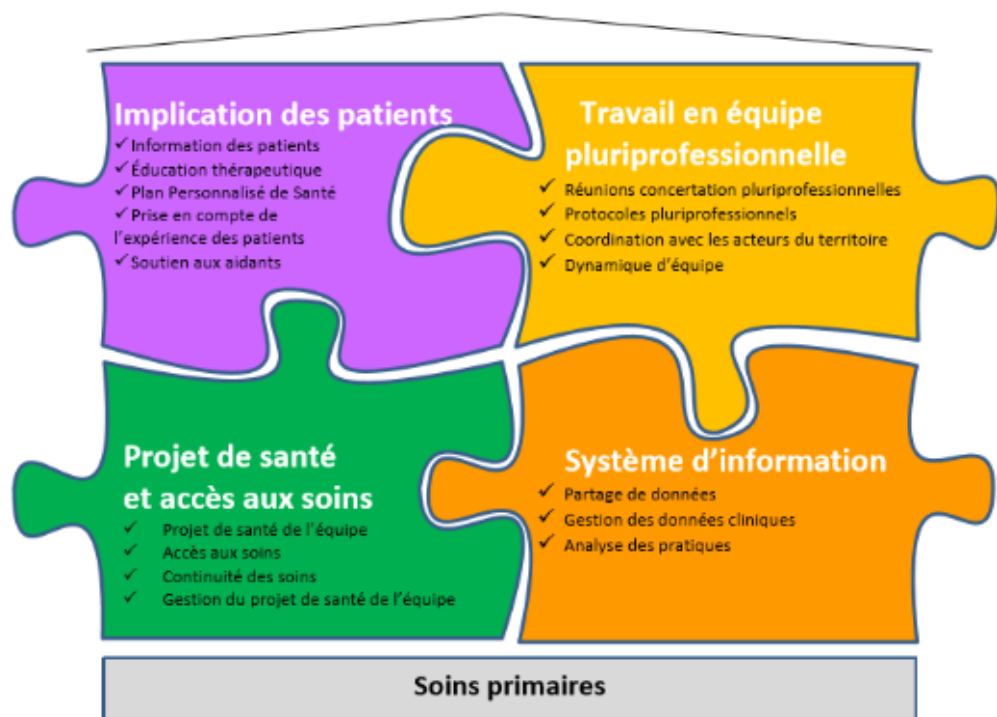 Implication des patients
✓ Information des patients
✓ Éducation thérapeutique
✓ Plan Personnalisé de Santé
✓ Prise en compte de
l'expérience des patients
✓ Soutien aux aidants
Travail en équipe
pluriprofessionnelle
✓ Réunions concertation pluriprofessionnelles
✓ Protocoles pluriprofessionnels
✓ Coordination avec les acteurs du territoire
✓ Dynamique d'équipe
Projet de santé
et accès aux soins
✓ Projet de santé de l'équipe
✓ Accès aux soins
✓ Continuité des soins
✓ Gestion du projet de santé de l'équipe
Système d'information
✓ Partage de données
✓ Gestion des données cliniques
✓ Analyse des pratiques
Soins primaires